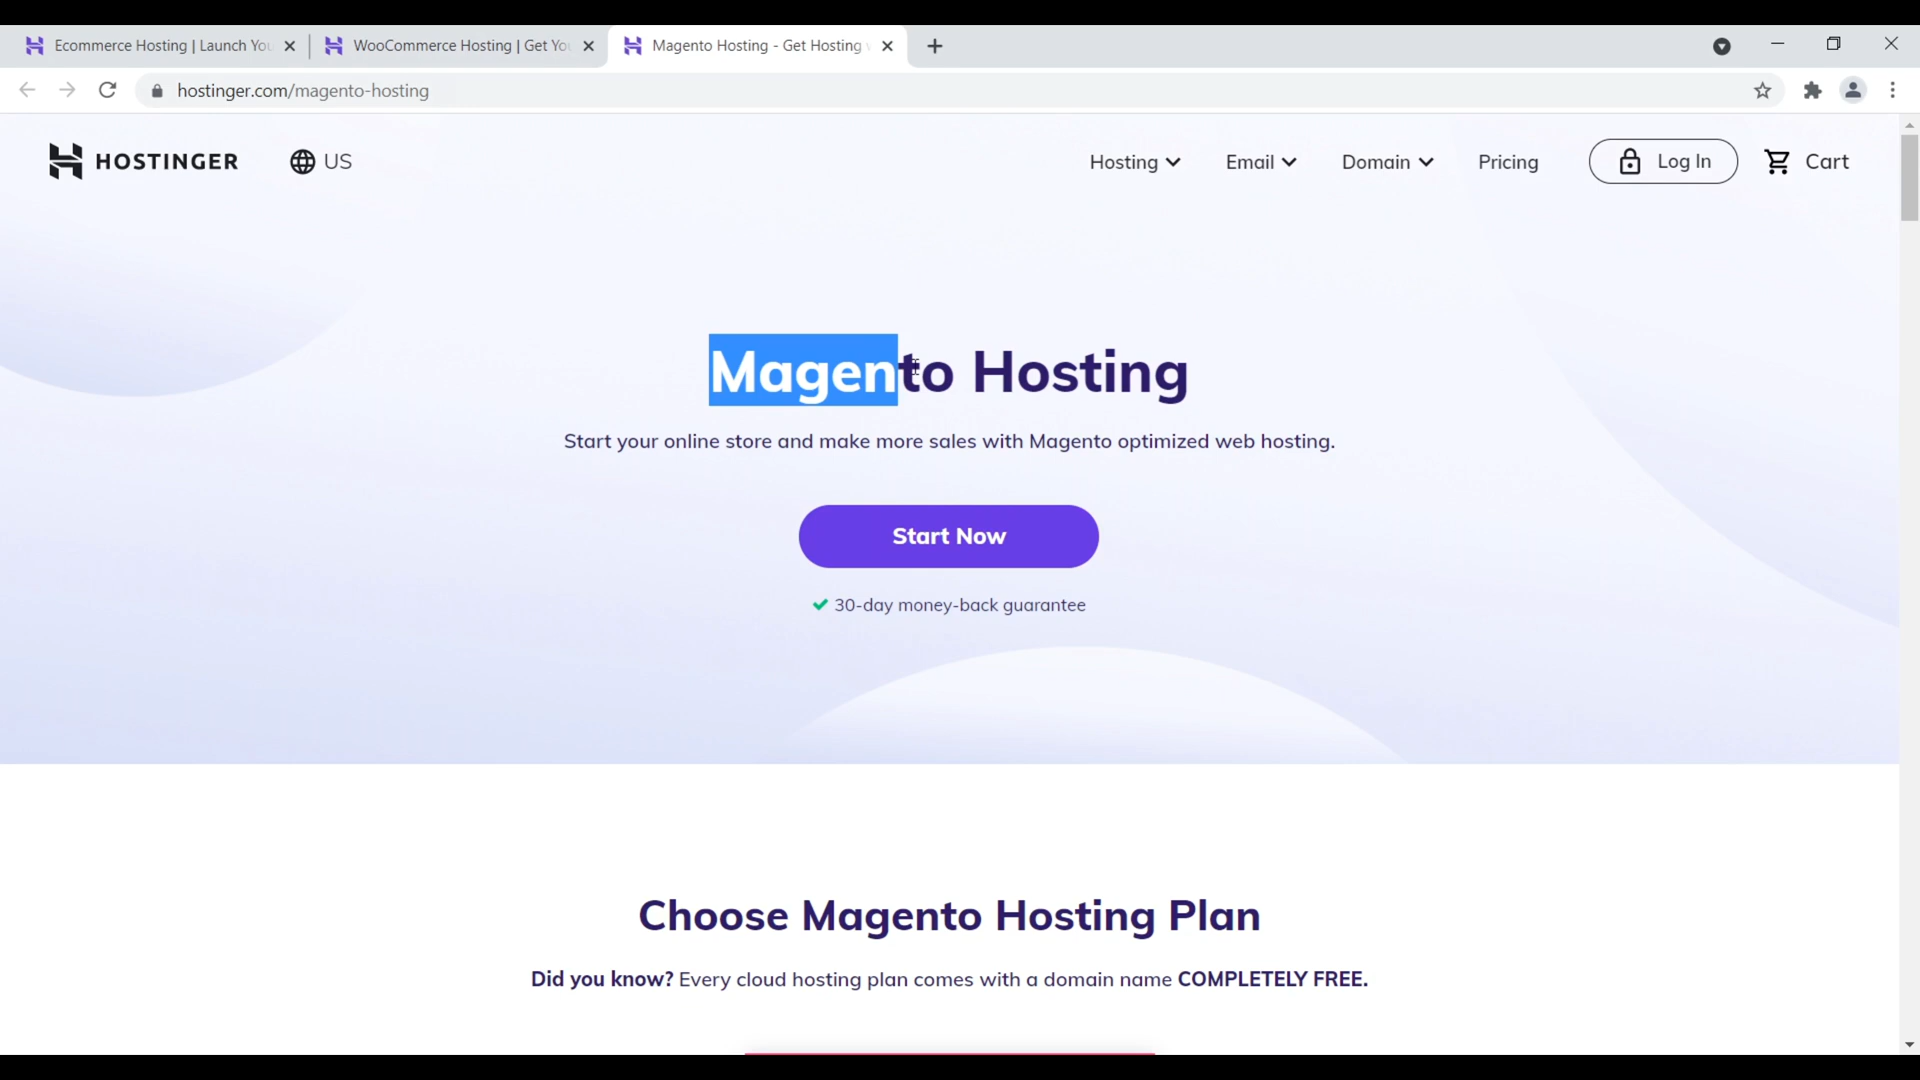 Ecommerce Hosting | Launch You
WooCommerce Hosting | Get You
Magento Hosting - Get Hosting w
hostinger.com/magento-hosting
HOSTINGER
US
Hosting
Email
Domain
Pricing
Log In
Cart
Magento Hosting
Start your online store and make more sales with Magento optimized web hosting.
Start Now
30-day money-back guarantee
Choose Magento Hosting Plan
Did you know? Every cloud hosting plan comes with a domain name COMPLETELY FREE.